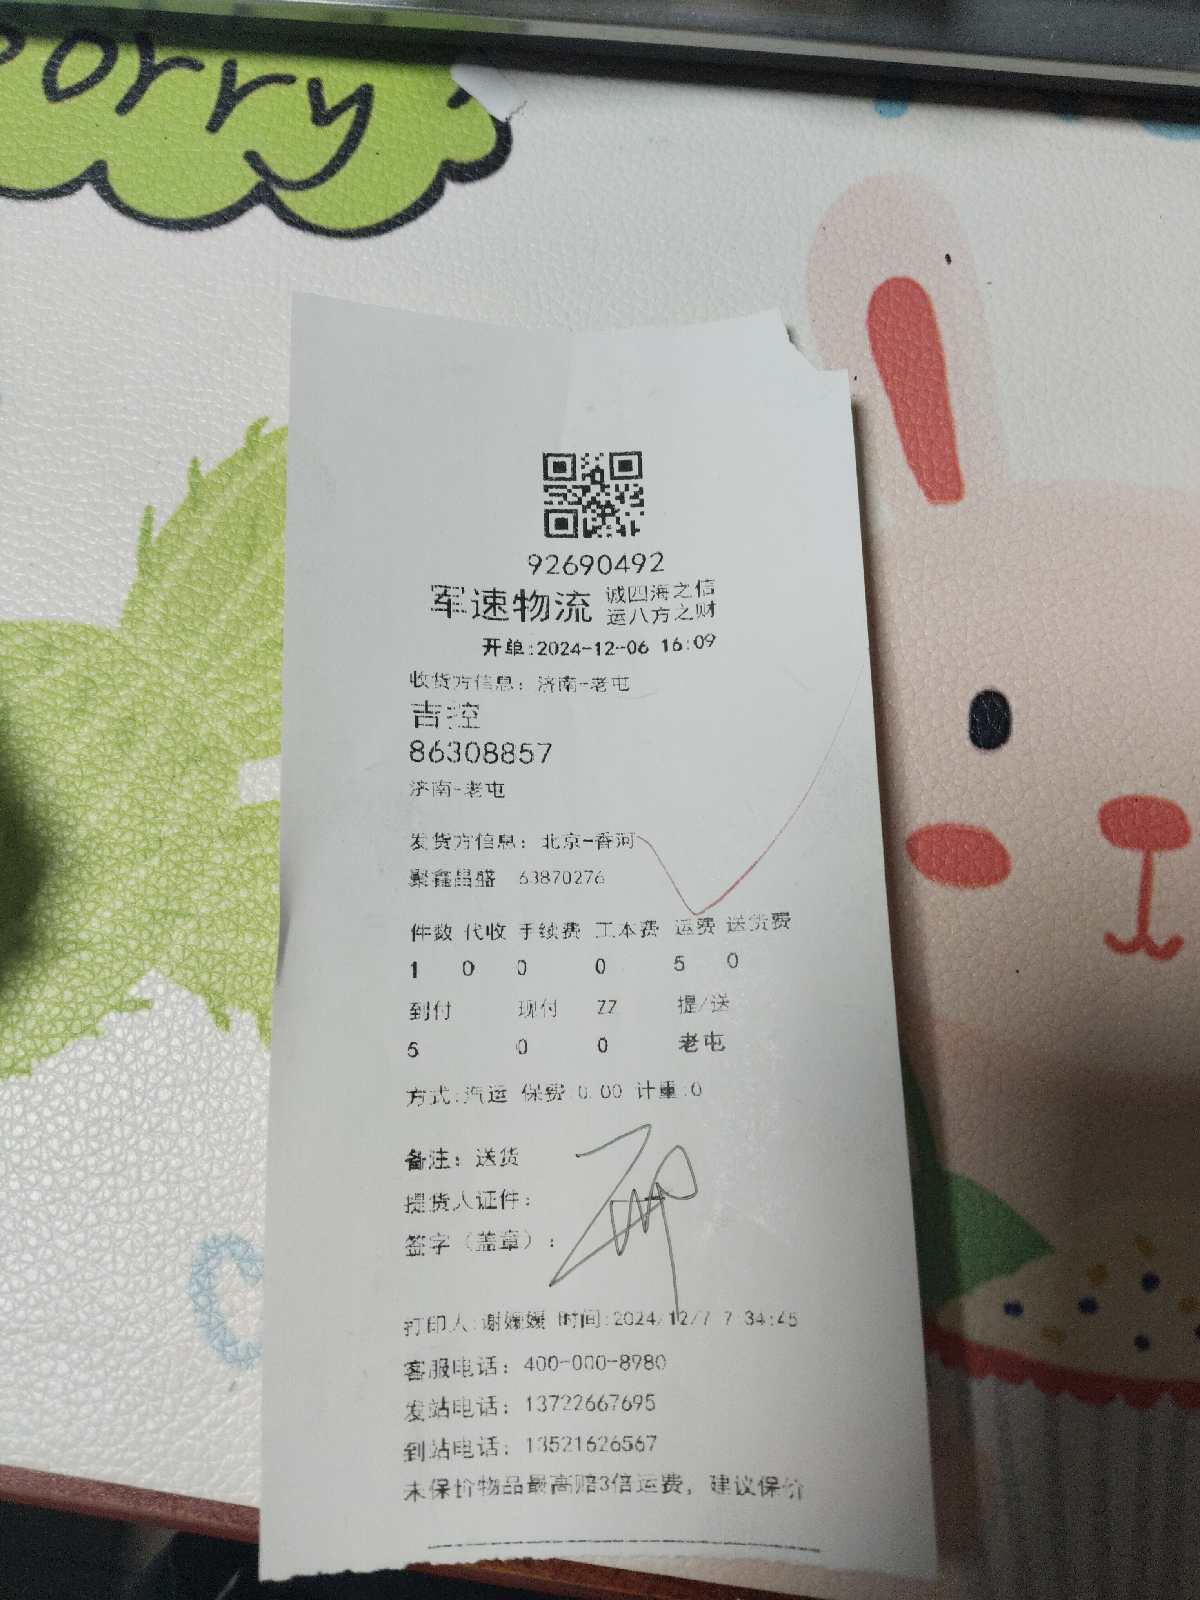 orry
92690492
军速物流 诚四海之信
运八方之财
开单:2024-12-06 16:09
收货方信息: 济南-老屯
吉控
86308857
济南-老屯
发货方信息: 北京-香河
聚鑫昌盛 63870276
件数 代收 手续费 工本费 运费 送货费
1 0 0 0 5 0
到付 现付 ZZ 提/送
5 0 0 老屯
方式:汽运 保费:0.00 计重:0
备注: 送货
提货人证件:
签字（盖章）:
打印人:谢媛媛 时间:2024/12/7 7:34:45
客服电话: 400-000-8980
发站电话: 13722667695
到站电话: 13521626567
未保价物品最高赔3倍运费, 建议保价